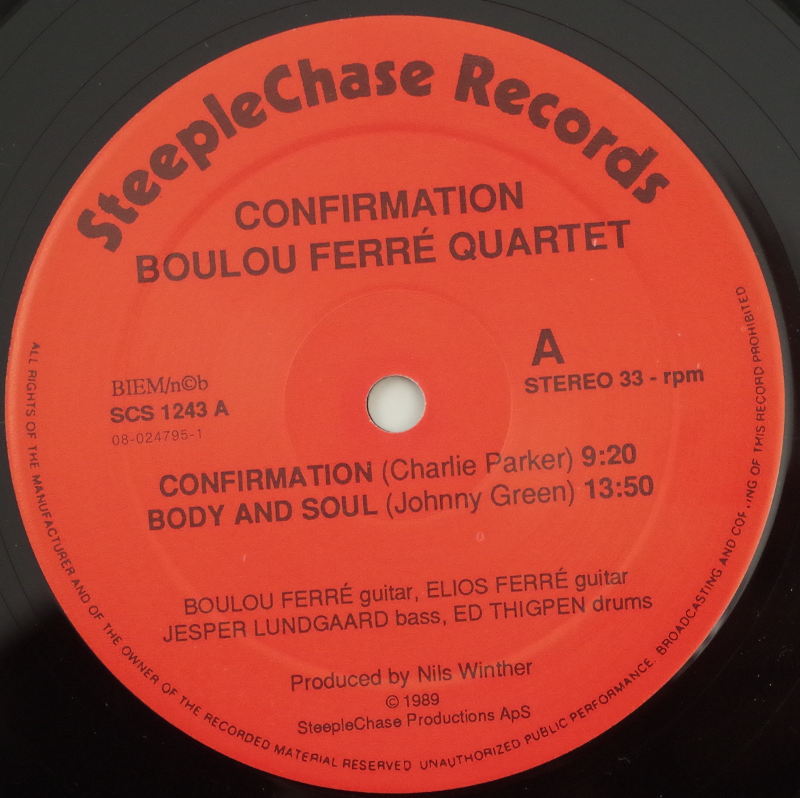 SteepleChase Records
CONFIRMATION
BOULOU FERRÉ QUARTET
A
STEREO 33 - rpm
BIEM/n©b
SCS 1243 A
08-024795-1
CONFIRMATION (Charlie Parker) 9:20
BODY AND SOUL (Johnny Green) 13:50
BOULOU FERRÉ guitar, ELIOS FERRÉ guitar
JESPER LUNDGAARD bass, ED THIGPEN drums
Produced by Nils Winther
© 1989
SteepleChase Productions ApS
ALL RIGHTS OF THE MANUFACTURER AND OF THE OWNER OF THE RECORDED MATERIAL RESERVED UNAUTHORIZED PUBLIC PERFORMANCE. BROADCASTING AND OF THIS RECORD PROHIBITED